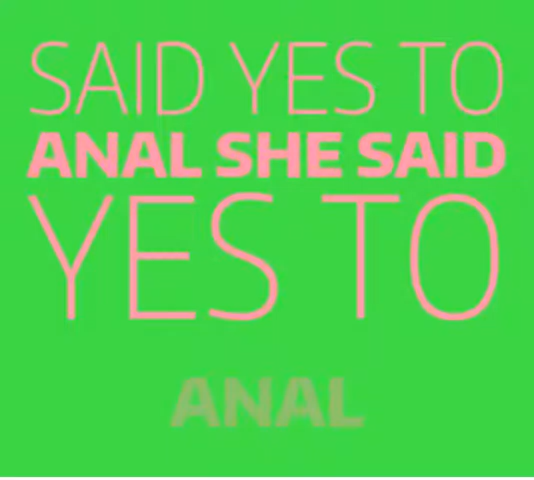 SAID YES TO
ANAL SHE SAID
YES TO
ANAL